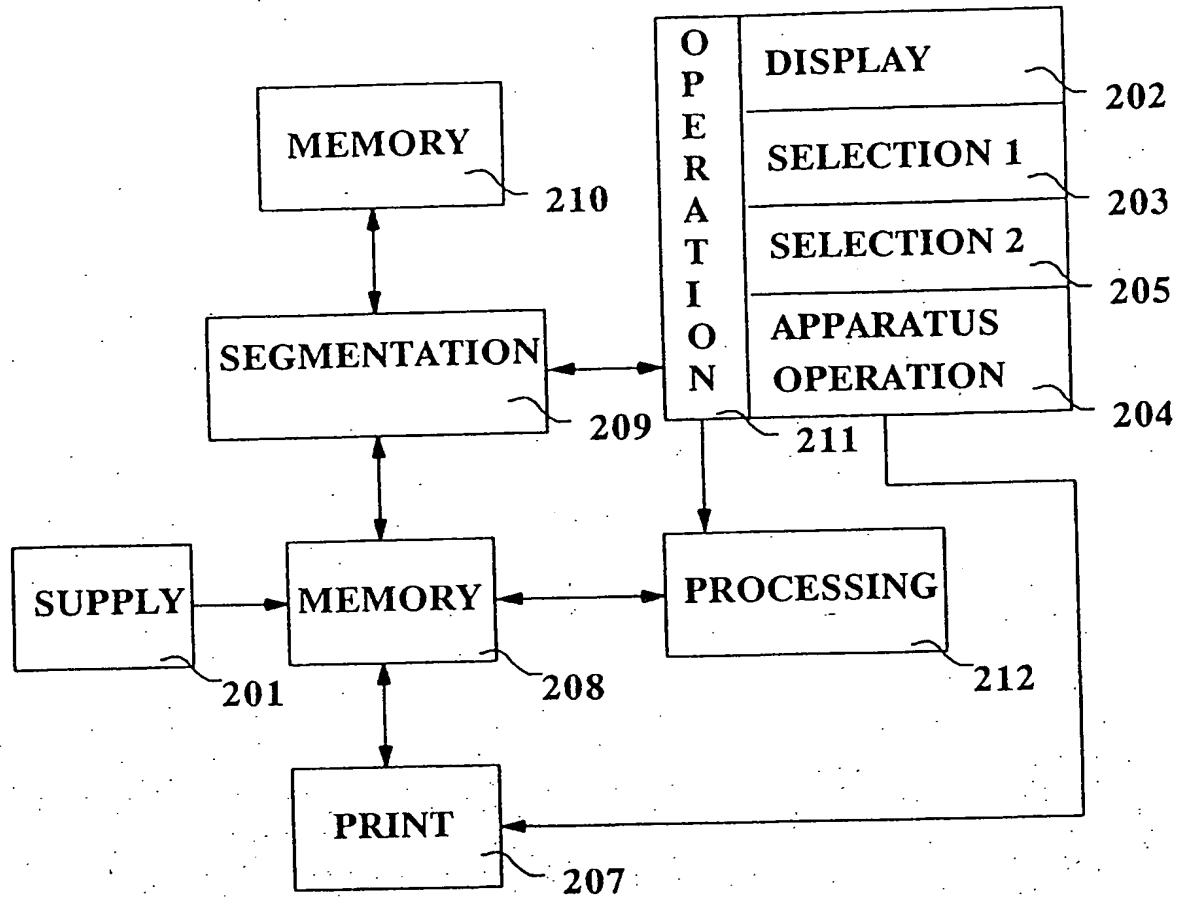 OPERATION
DISPLAY
202
MEMORY
210
SELECTION 1
203
SELECTION 2
205
SEGMENTATION
209
APPARATUS
OPERATION
204
211
SUPPLY
201
MEMORY
208
PROCESSING
212
PRINT
207